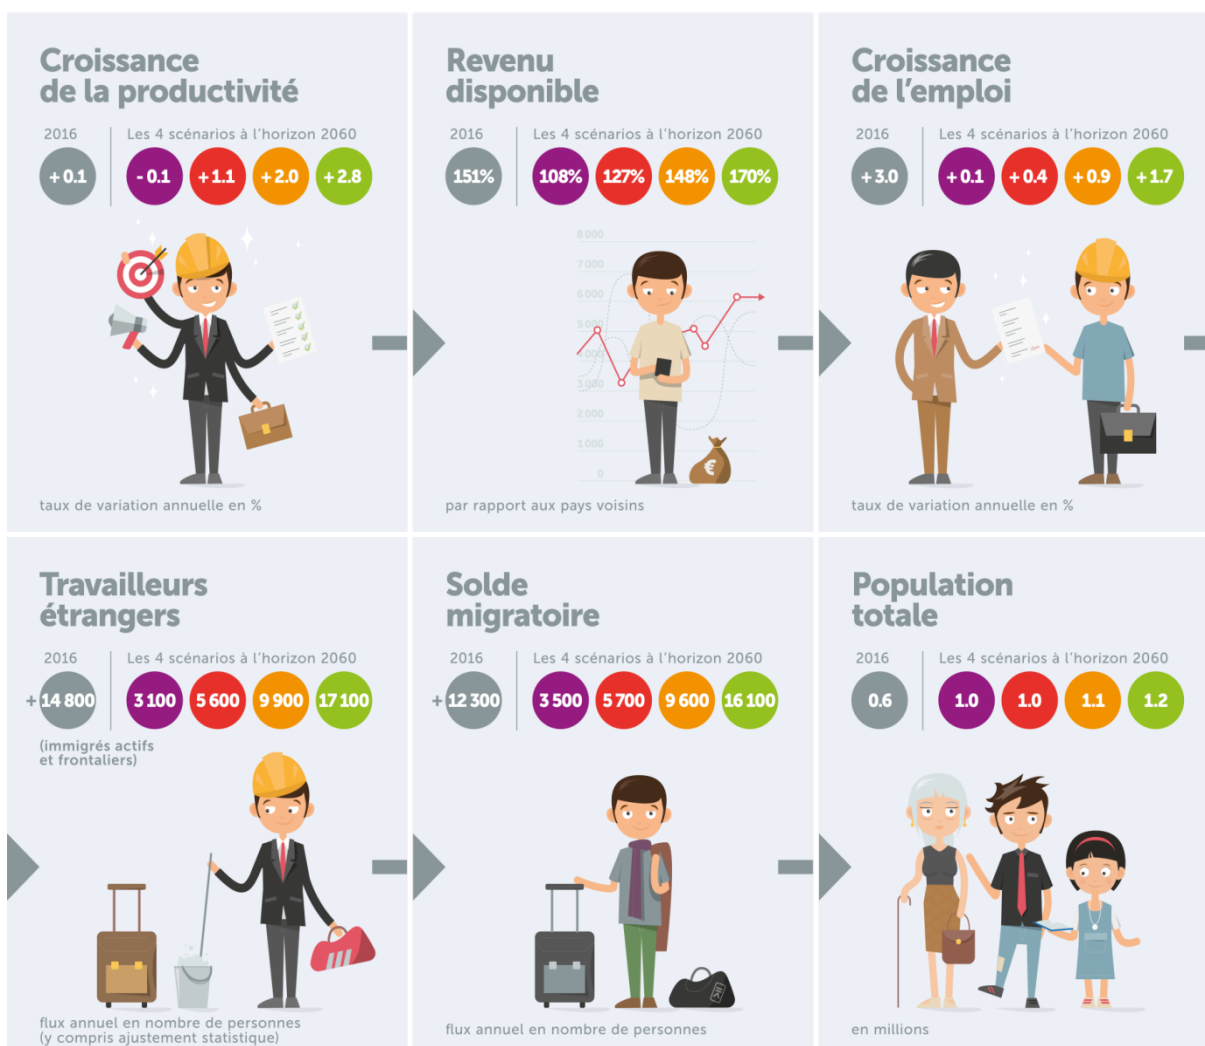 Croissance
de la productivité
2016
Les 4 scénarios à l'horizon 2060
+ 0.1
- 0.1
+ 1.1
+ 2.0
+ 2.8
taux de variation annuelle en %
Revenu
disponible
2016
Les 4 scénarios à l'horizon 2060
151%
108%
127%
148%
170%
8 000
7 000
6 000
5 000
4 000
3 000
2 000
1 000
0
€
par rapport aux pays voisins
Croissance
de l'emploi
2016
Les 4 scénarios à l'horizon 2060
+ 3.0
+ 0.1
+ 0.4
+ 0.9
+ 1.7
taux de variation annuelle en %
Travailleurs
étrangers
2016
Les 4 scénarios à l'horizon 2060
+ 14 800
3 100
5 600
9 900
17 100
(immigrés actifs
et frontaliers)
flux annuel en nombre de personnes
(y compris ajustement statistique)
Solde
migratoire
2016
Les 4 scénarios à l'horizon 2060
+ 12 300
3 500
5 700
9 600
16 100
flux annuel en nombre de personnes
Population
totale
2016
Les 4 scénarios à l'horizon 2060
0.6
1.0
1.0
1.1
1.2
en millions